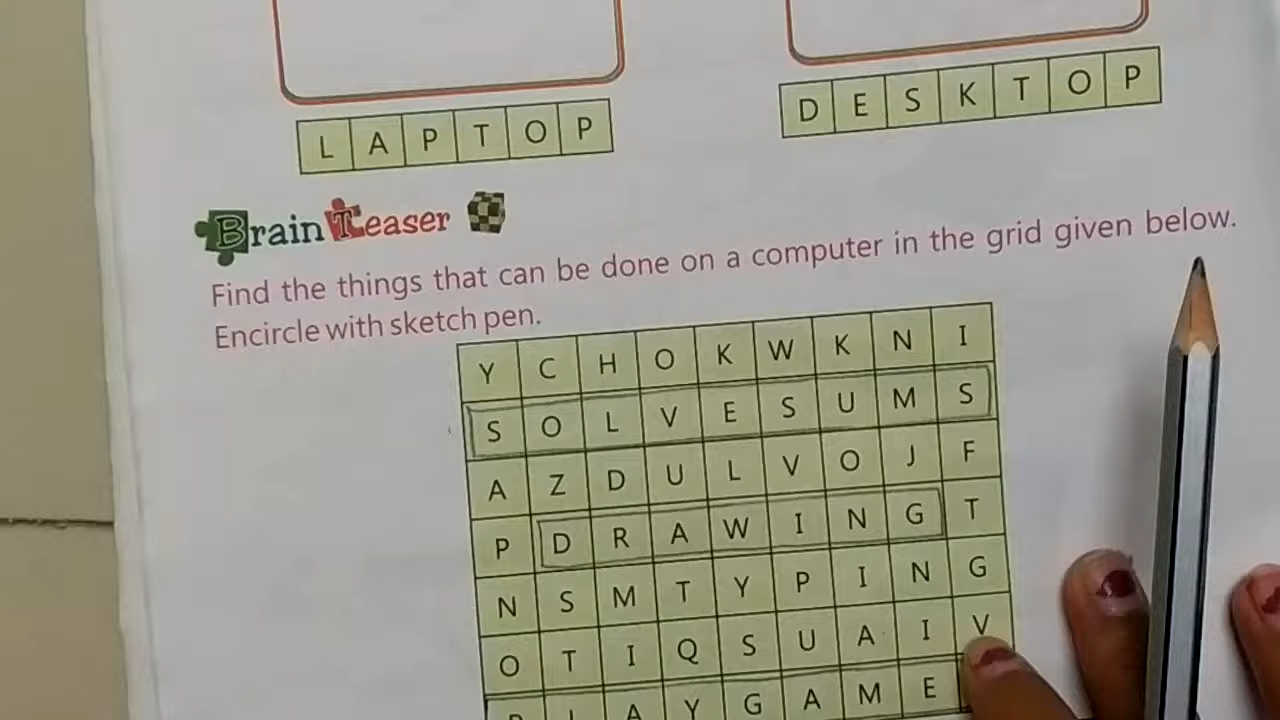 L A P T O P
D E S K T O P
Brain Teaser
Find the things that can be done on a computer in the grid given below.
Encircle with sketch pen.
Y C H O K W K N I
S O L V E S U M S
A Z D U L V O J F
P D R A W I N G T
N S M T Y P I N G
O T I Q S U A I V
P L A Y G A M E